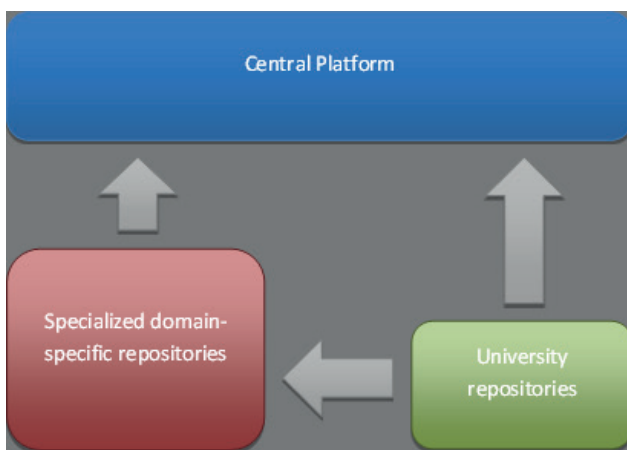 Central Platform
Specialized domain-
specific repositories
University
repositories